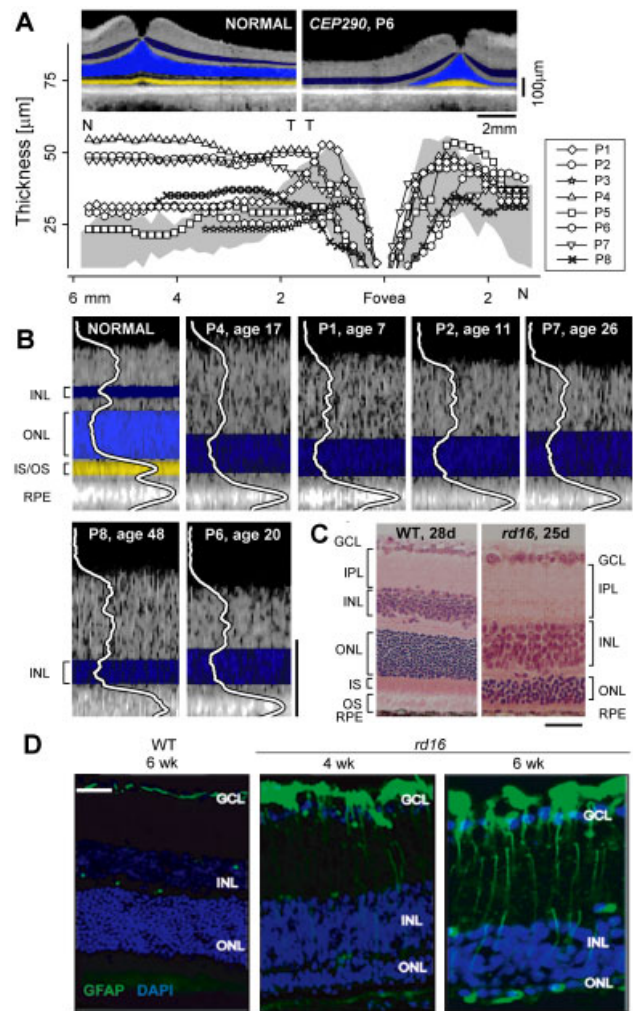 A
NORMAL
CEP290, P6
100µm
2mm
N
T T
Thickness [µm]
75
50
25
P1
P2
P3
P4
P5
P6
P7
P8
6 mm 4 2 Fovea 2 N
B
NORMAL
P4, age 17
P1, age 7
P2, age 11
P7, age 26
INL
ONL
IS/OS
RPE
P8, age 48
P6, age 20
INL
C
WT, 28d
rd16, 25d
GCL
IPL
INL
ONL
IS
OS
RPE
GCL
IPL
INL
ONL
RPE
D
WT
6 wk
rd16
4 wk
6 wk
GCL
INL
ONL
GFAP DAPI
GCL
INL
ONL
GCL
INL
ONL